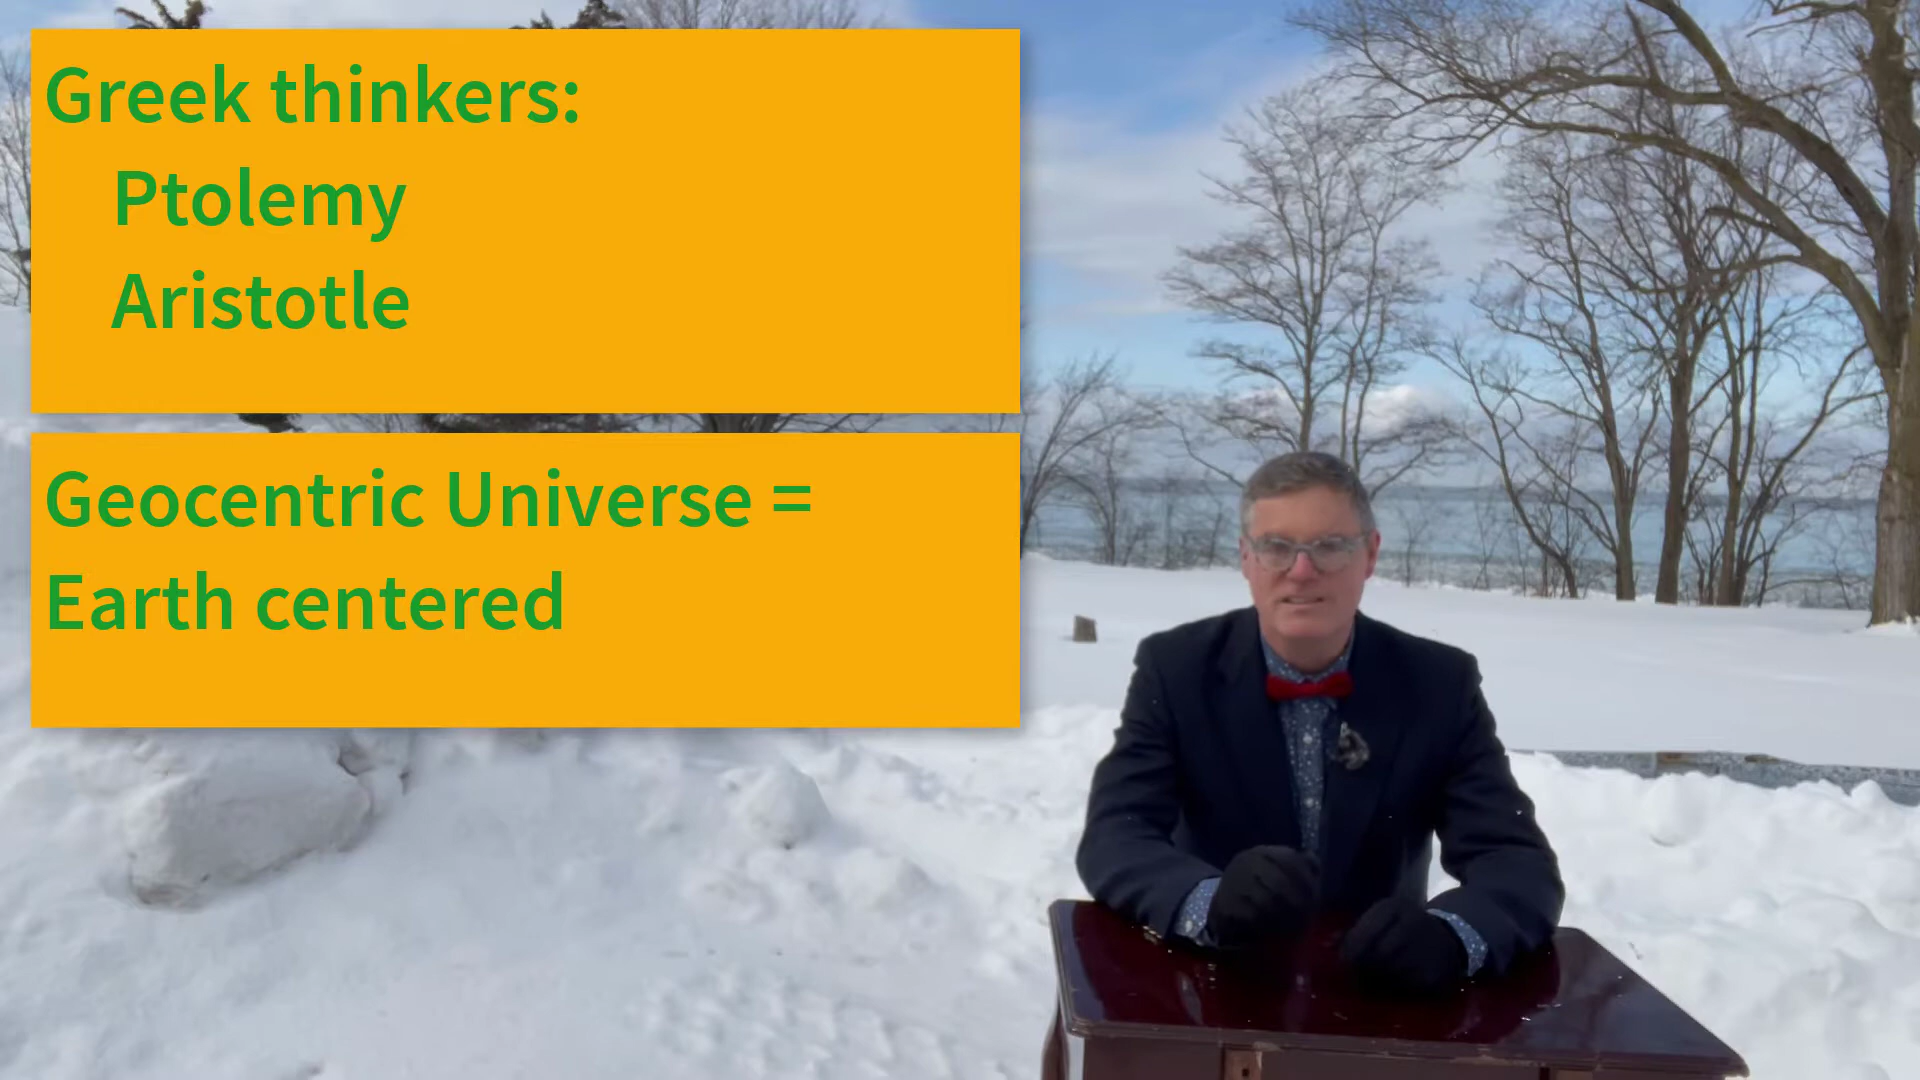 Greek thinkers:
Ptolemy
Aristotle
Geocentric Universe =
Earth centered